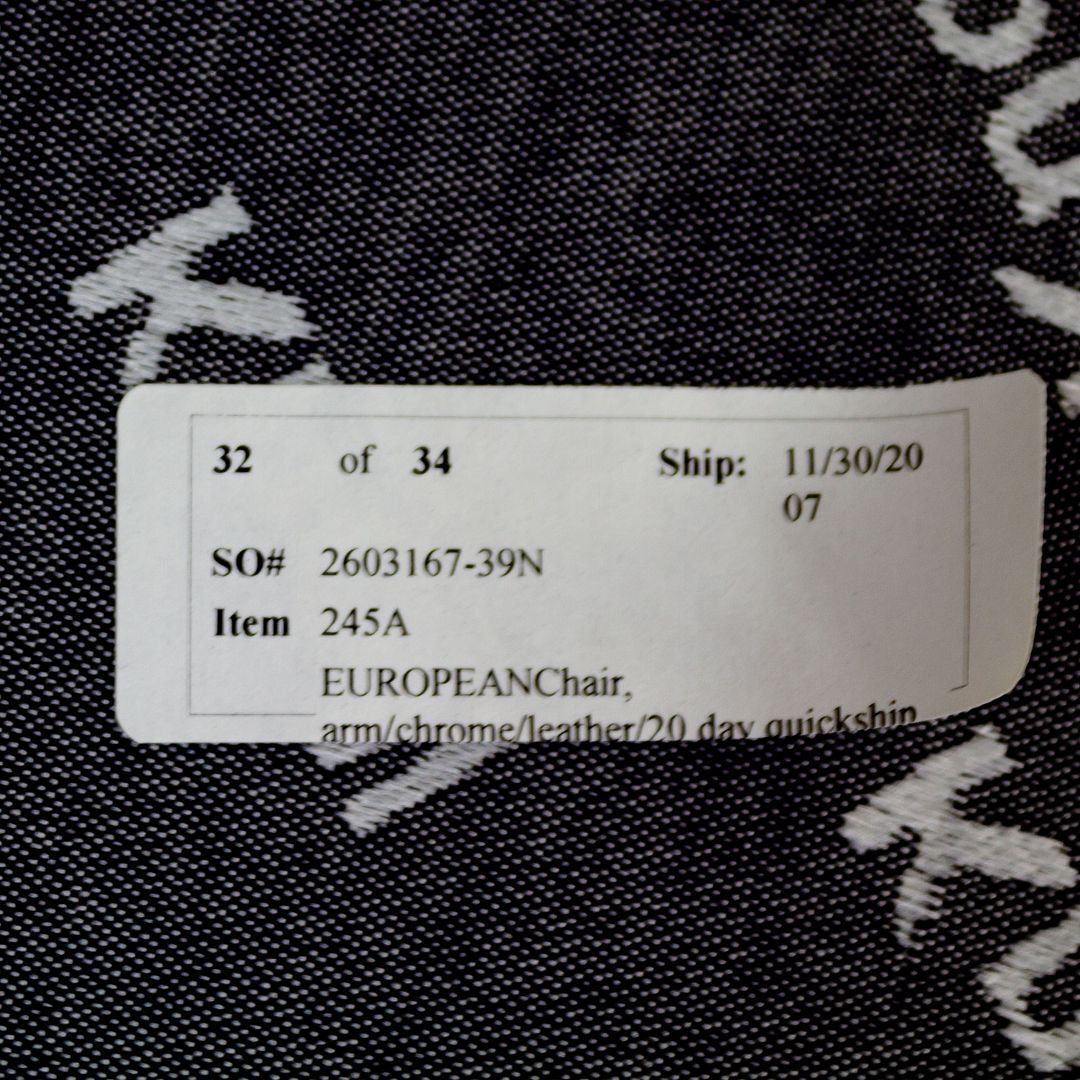 32 of 34 Ship: 11/30/20
07
SO# 2603167-39N
Item 245A
EUROPEANChair,
arm/chrome/leather/20 day quickship